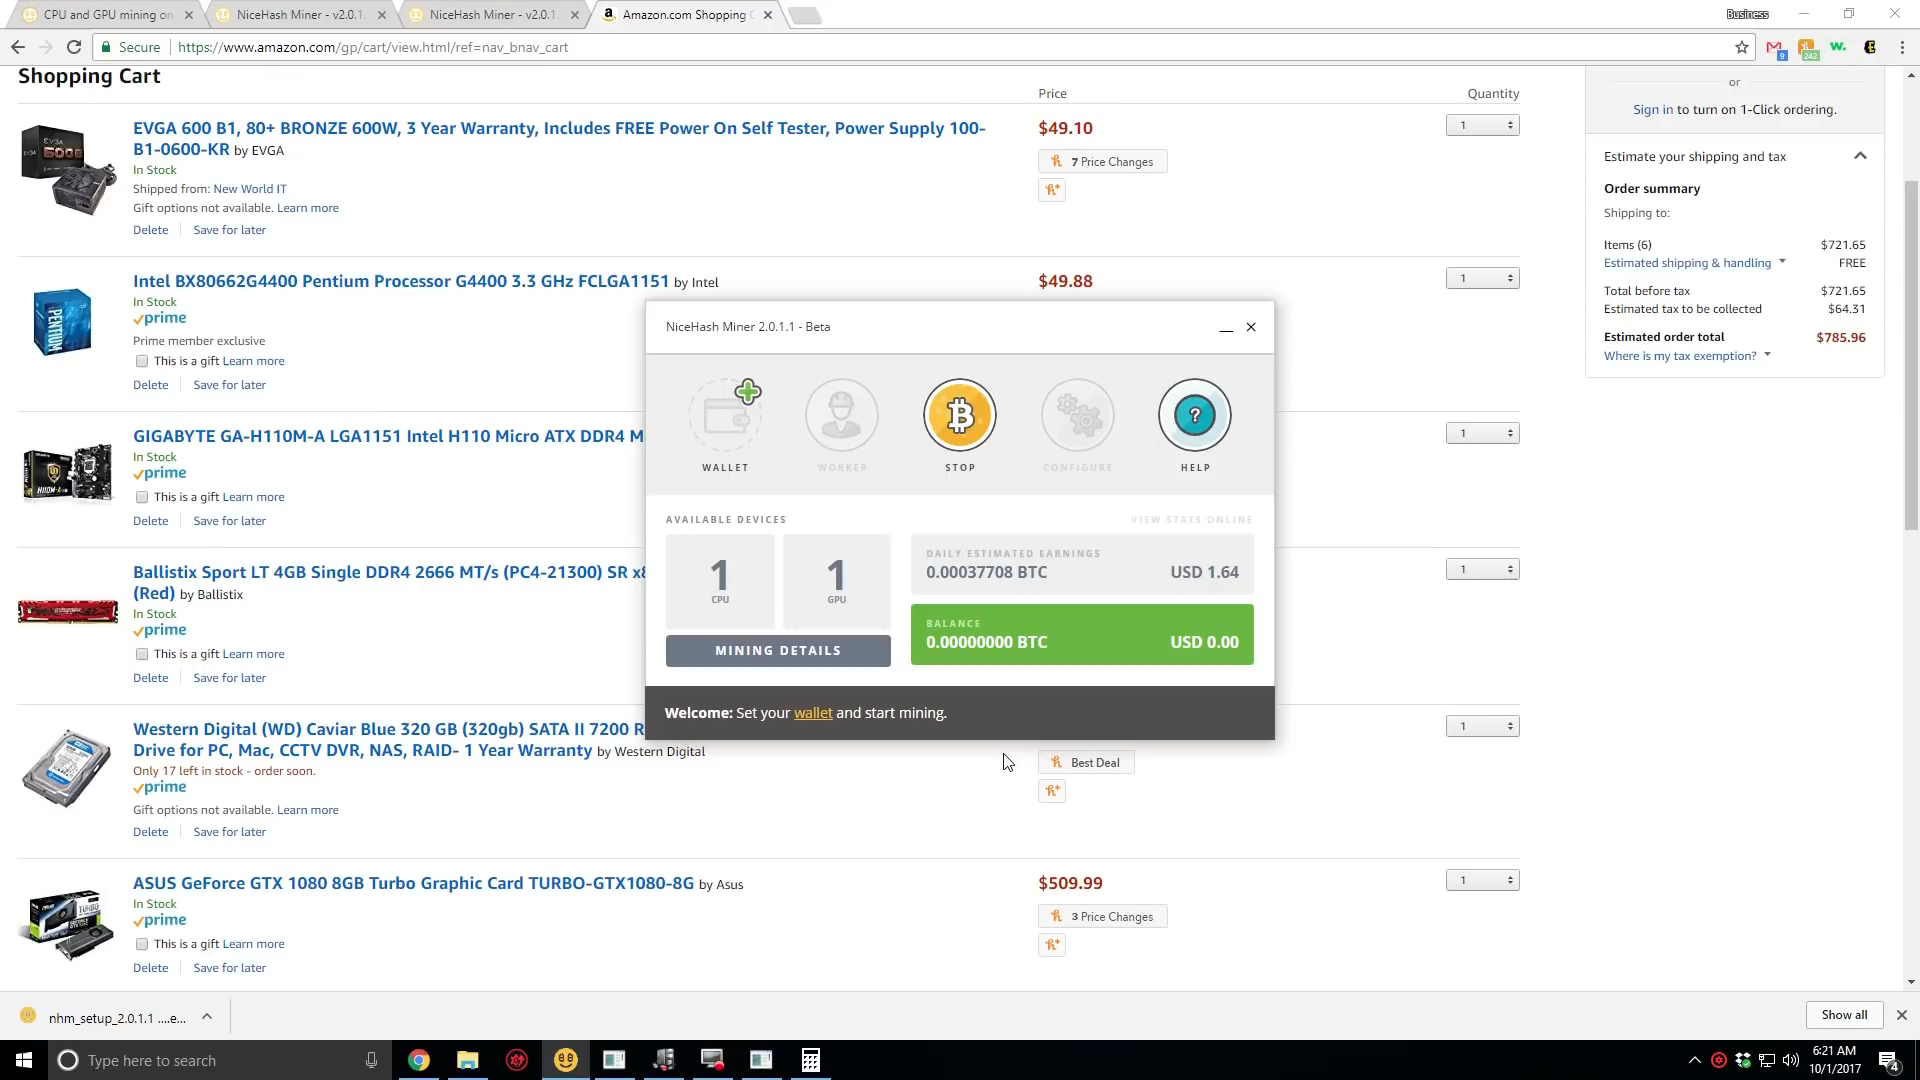 CPU and GPU mining on
NiceHash Miner - v2.0.1.
NiceHash Miner - v2.0.1.
Amazon.com Shopping C
Business
Secure
https://www.amazon.com/gp/cart/view.html/ref=nav_bnav_cart
9
242
Shopping Cart
Price
Quantity
EVGA 600 B1, 80+ BRONZE 600W, 3 Year Warranty, Includes FREE Power On Self Tester, Power Supply 100-
B1-0600-KR by EVGA
In Stock
Shipped from: New World IT
Gift options not available. Learn more
Delete
Save for later
$49.10
7 Price Changes
1
Intel BX80662G4400 Pentium Processor G4400 3.3 GHz FCLGA1151 by Intel
In Stock
prime
Prime member exclusive
This is a gift Learn more
Delete
Save for later
$49.88
1
PENTIUM
GIGABYTE GA-H110M-A LGA1151 Intel H110 Micro ATX DDR4 M
In Stock
prime
This is a gift Learn more
Delete
Save for later
1
Ballistix Sport LT 4GB Single DDR4 2666 MT/s (PC4-21300) SR x8
(Red) by Ballistix
In Stock
prime
This is a gift Learn more
Delete
Save for later
1
Western Digital (WD) Caviar Blue 320 GB (320gb) SATA II 7200 R
Drive for PC, Mac, CCTV DVR, NAS, RAID- 1 Year Warranty by Western Digital
Only 17 left in stock - order soon.
prime
Gift options not available. Learn more
Delete
Save for later
Best Deal
1
ASUS GeForce GTX 1080 8GB Turbo Graphic Card TURBO-GTX1080-8G by Asus
In Stock
prime
This is a gift Learn more
Delete
Save for later
$509.99
3 Price Changes
1
or
Sign in to turn on 1-Click ordering.
Estimate your shipping and tax
Order summary
Shipping to:
Items (6) $721.65
Estimated shipping & handling FREE
Total before tax $721.65
Estimated tax to be collected $64.31
Estimated order total $785.96
Where is my tax exemption?
NiceHash Miner 2.0.1.1 - Beta
WALLET
WORKER
STOP
CONFIGURE
HELP
AVAILABLE DEVICES
VIEW STATS ONLINE
1
CPU
1
GPU
MINING DETAILS
DAILY ESTIMATED EARNINGS
0.00037708 BTC USD 1.64
BALANCE
0.00000000 BTC USD 0.00
Welcome: Set your wallet and start mining.
nhm_setup_2.0.1.1 ....e...
Show all
Type here to search
6:21 AM
10/1/2017
4